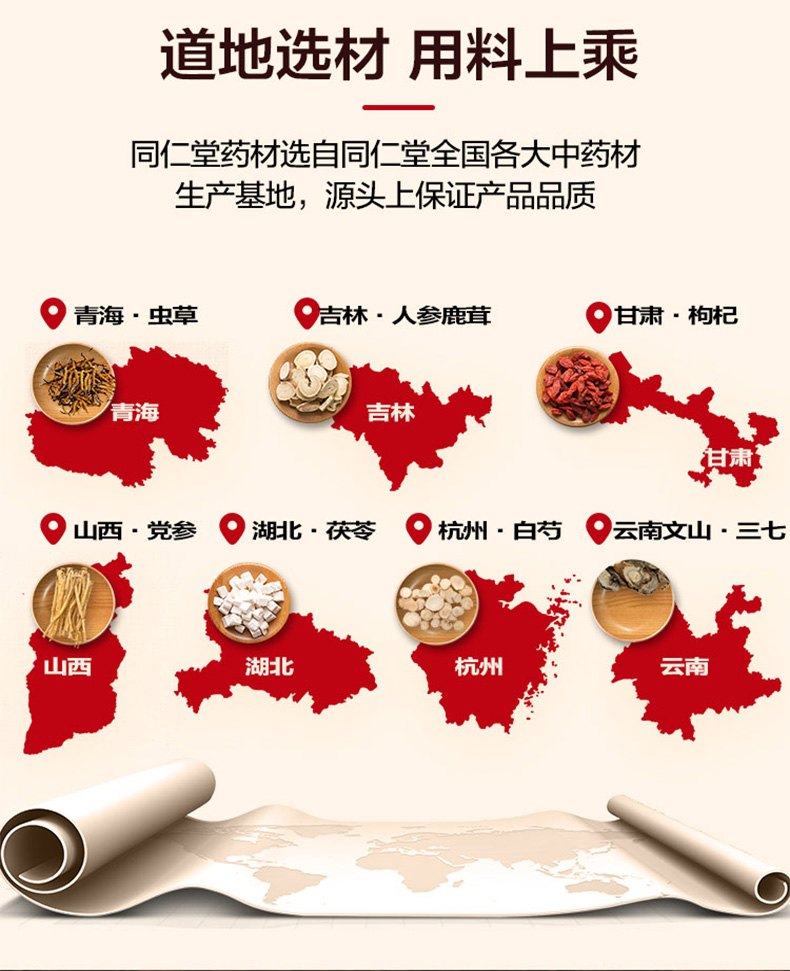 道地选材 用料上乘
同仁堂药材选自同仁堂全国各大中药材
生产基地，源头上保证产品品质
青海·虫草
吉林·人参鹿茸
甘肃·枸杞
青海
吉林
甘肃
山西·党参
湖北·茯苓
杭州·白芍
云南文山·三七
山西
湖北
杭州
云南